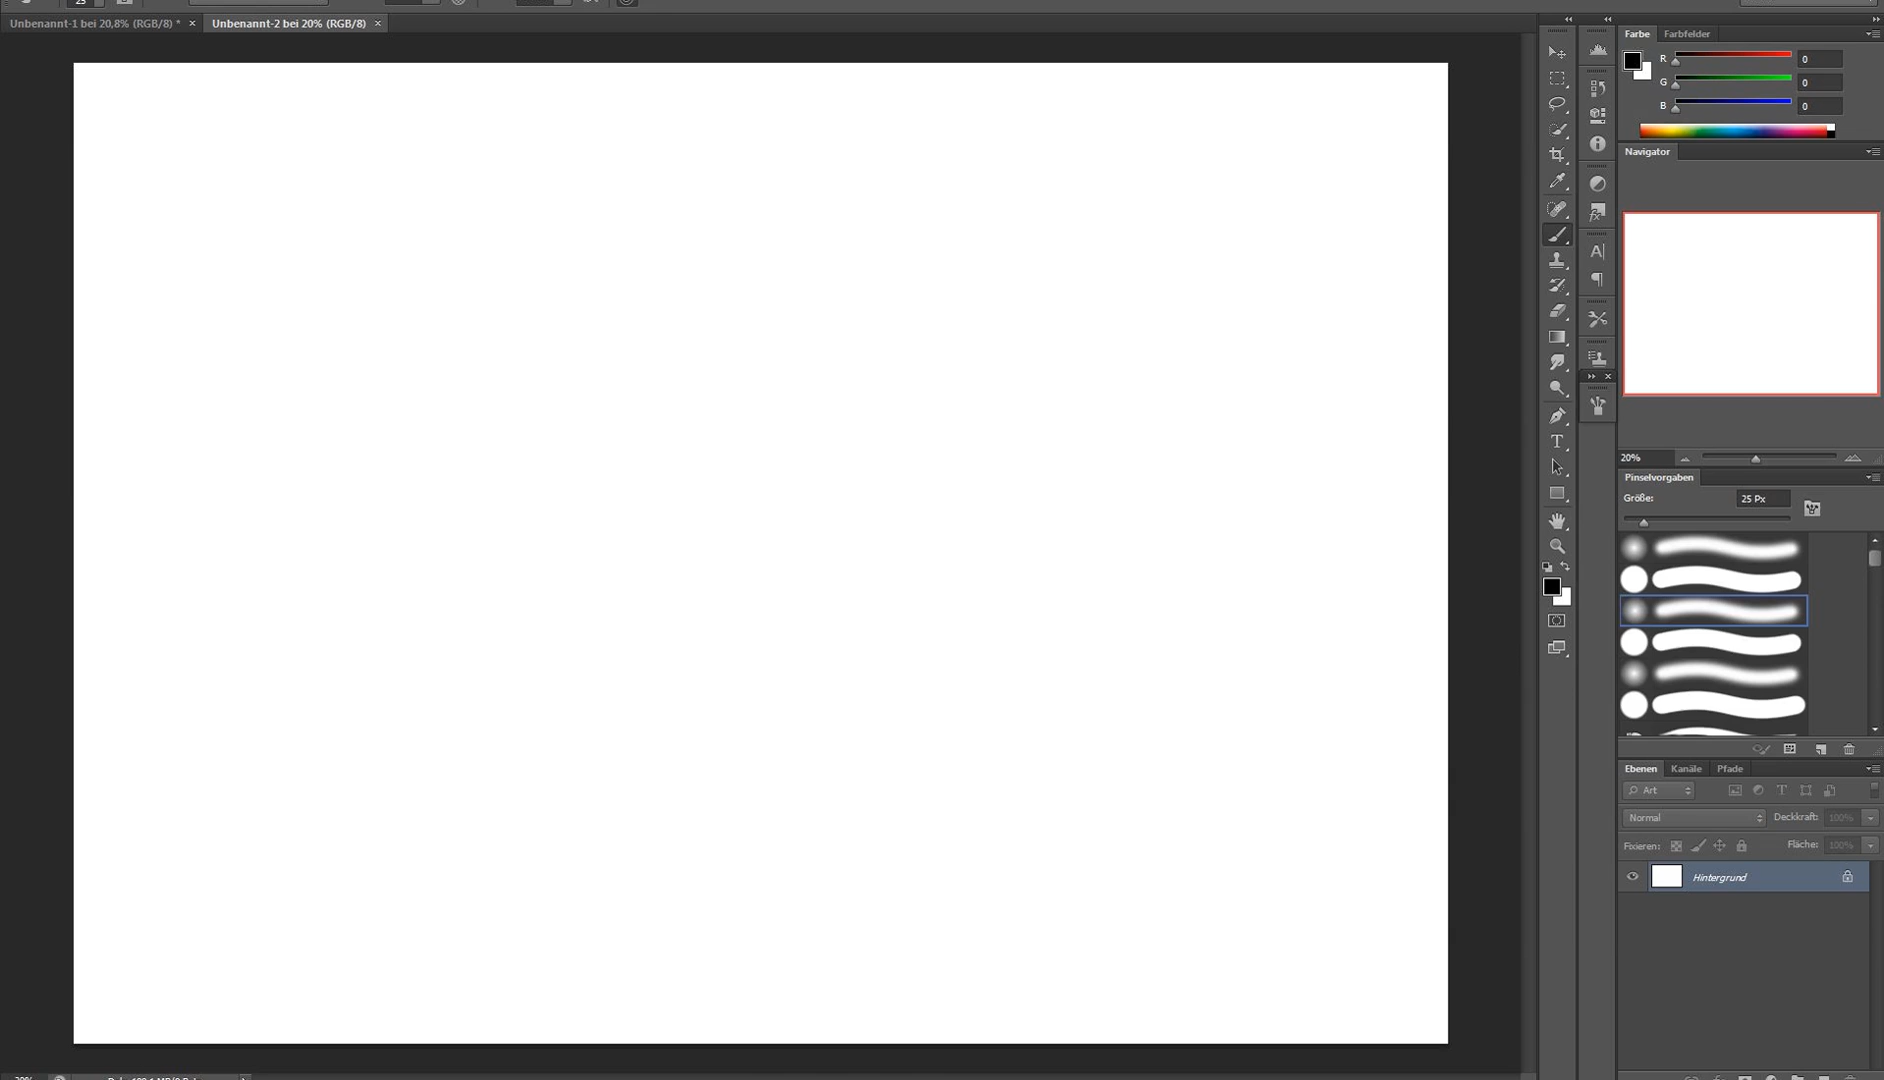 25
Unbenannt-1 bei 20,8% (RGB/8) * ×
Unbenannt-2 bei 20% (RGB/8) ×
Farbe Farbfelder
R 0
G 0
B 0
Navigator
20%
Pinselvorgaben
Größe: 25 Px
Ebenen Kanäle Pfade
Art
Normal Deckkraft: 100%
Fixieren: Fläche: 100%
Hintergrund